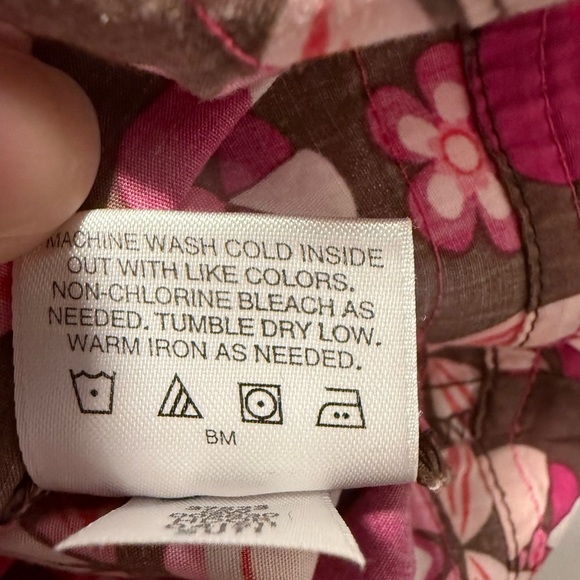 MACHINE WASH COLD INSIDE
OUT WITH LIKE COLORS.
NON-CHLORINE BLEACH AS
NEEDED. TUMBLE DRY LOW.
WARM IRON AS NEEDED.
BM